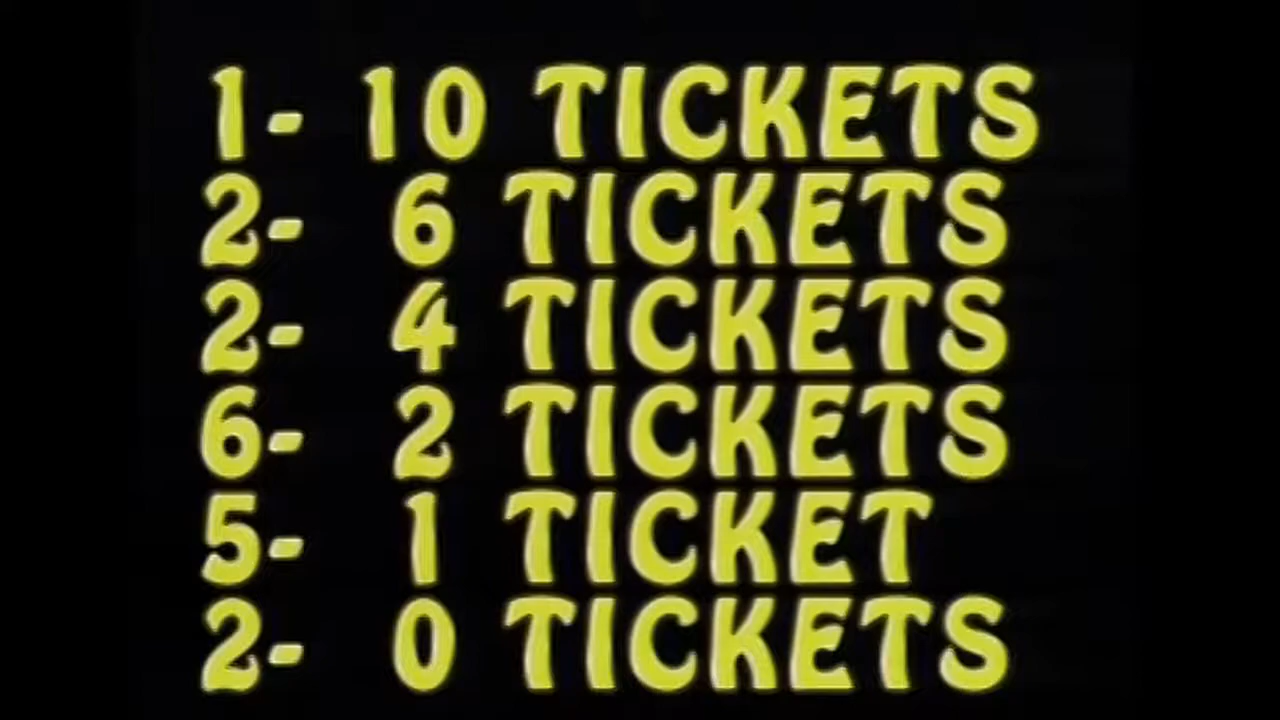 1- 10 TICKETS
2- 6 TICKETS
2- 4 TICKETS
6- 2 TICKETS
5- 1 TICKET
2- 0 TICKETS